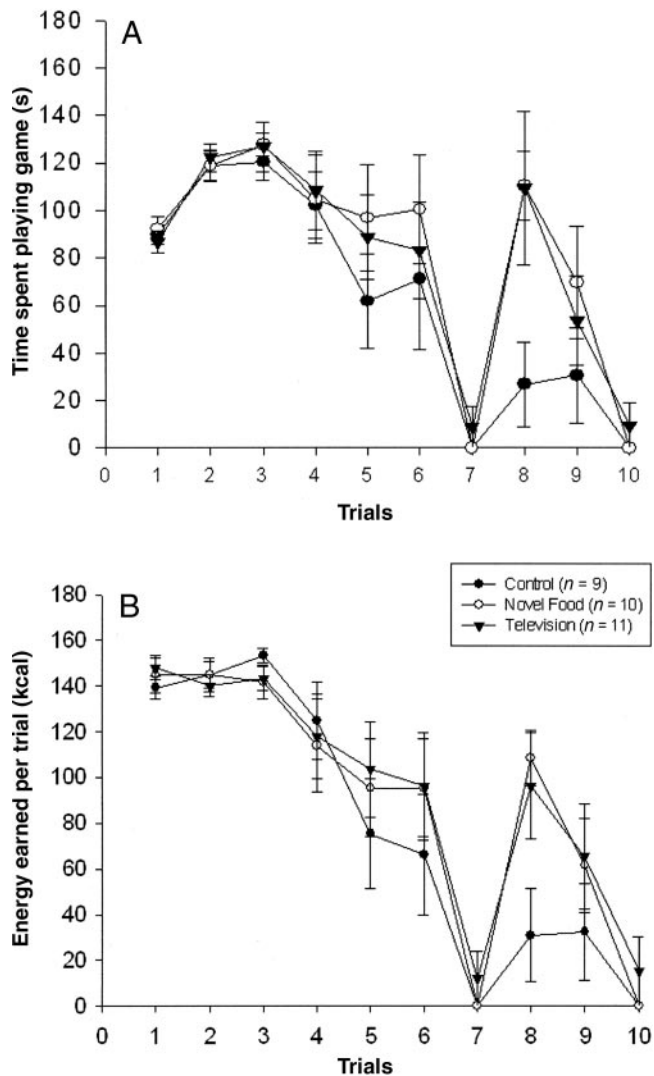 A
Time spent playing game (s)
180
160
140
120
100
80
60
40
20
0
1 2 3 4 5 6 7 8 9 10
Trials
B
Control (n = 9)
Novel Food (n = 10)
Television (n = 11)
Energy earned per trial (kcal)
180
160
140
120
100
80
60
40
20
0
1 2 3 4 5 6 7 8 9 10
Trials